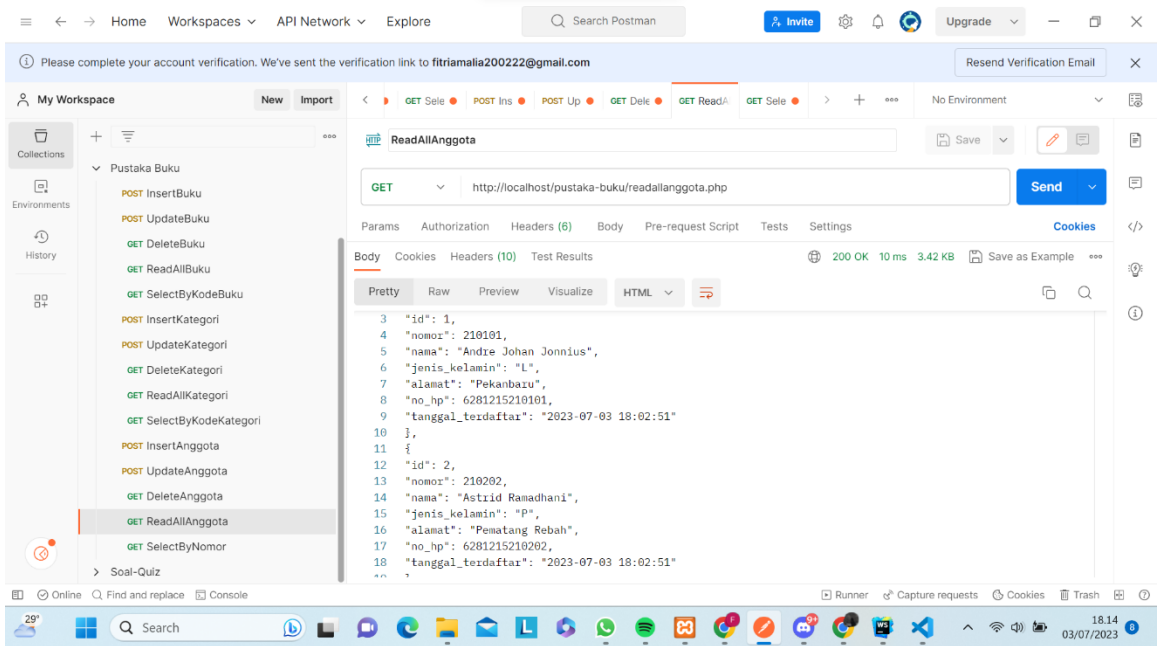 Home Workspaces API Network Explore Search Postman Invite Upgrade
Please complete your account verification. We've sent the verification link to fitriamalia200222@gmail.com Resend Verification Email
My Workspace New Import GET Sele POST Ins POST Up GET Dele GET ReadA GET Sele No Environment
Collections
Environments
History
Pustaka Buku
POST InsertBuku
POST UpdateBuku
GET DeleteBuku
GET ReadAllBuku
GET SelectByKodeBuku
POST InsertKategori
POST UpdateKategori
GET DeleteKategori
GET ReadAllKategori
GET SelectByKodeKategori
POST InsertAnggota
POST UpdateAnggota
GET DeleteAnggota
GET ReadAllAnggota
GET SelectByNomor
Soal-Quiz
HTTP ReadAllAnggota Save
GET http://localhost/pustaka-buku/readallanggota.php Send
Params Authorization Headers (6) Body Pre-request Script Tests Settings Cookies
Body Cookies Headers (10) Test Results 200 OK 10 ms 3.42 KB Save as Example
Pretty Raw Preview Visualize HTML
3 "id": 1,
4 "nomor": 210101,
5 "nama": "Andre Johan Jonnius",
6 "jenis_kelamin": "L",
7 "alamat": "Pekanbaru",
8 "no_hp": 6281215210101,
9 "tanggal_terdaftar": "2023-07-03 18:02:51"
10 },
11 {
12 "id": 2,
13 "nomor": 210202,
14 "nama": "Astrid Ramadhani",
15 "jenis_kelamin": "P",
16 "alamat": "Pematang Rebah",
17 "no_hp": 6281215210202,
18 "tanggal_terdaftar": "2023-07-03 18:02:51"
Online Find and replace Console Runner Capture requests Cookies Trash
29° Search 18.14
03/07/2023 8